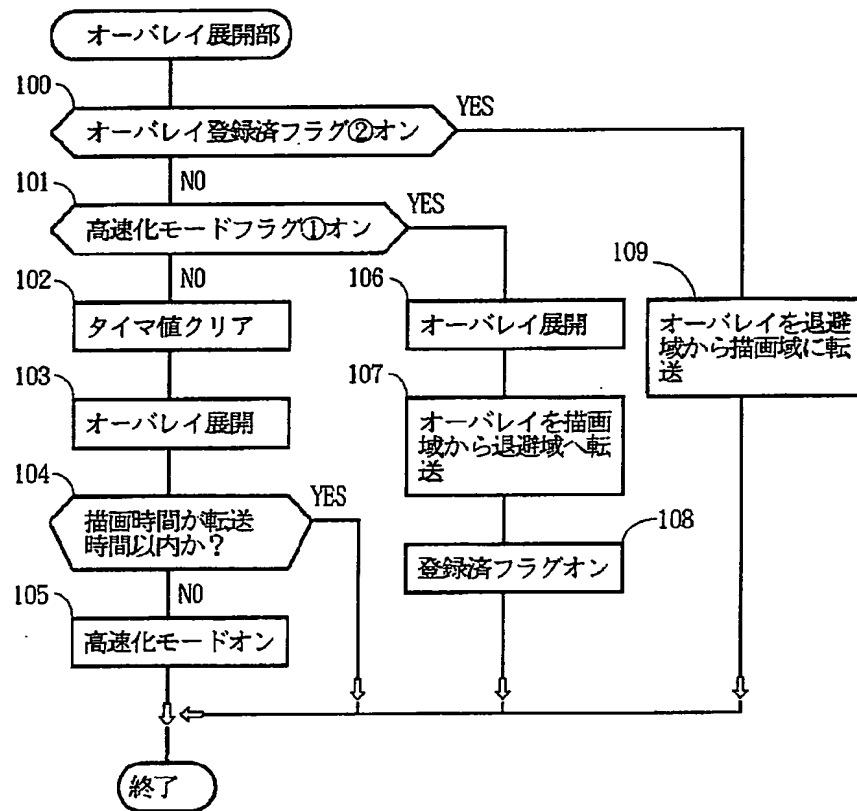 オーバレイ展開部
100
オーバレイ登録済フラグ②オン
YES
NO
101
高速化モードフラグ①オン
YES
NO
102
タイマ値クリア
103
オーバレイ展開
104
描画時間が転送
時間以内か？
YES
NO
105
高速化モードオン
106
オーバレイ展開
107
オーバレイを描画
域から退避域へ転
送
108
登録済フラグオン
109
オーバレイを退避
域から描画域に転
送
終了